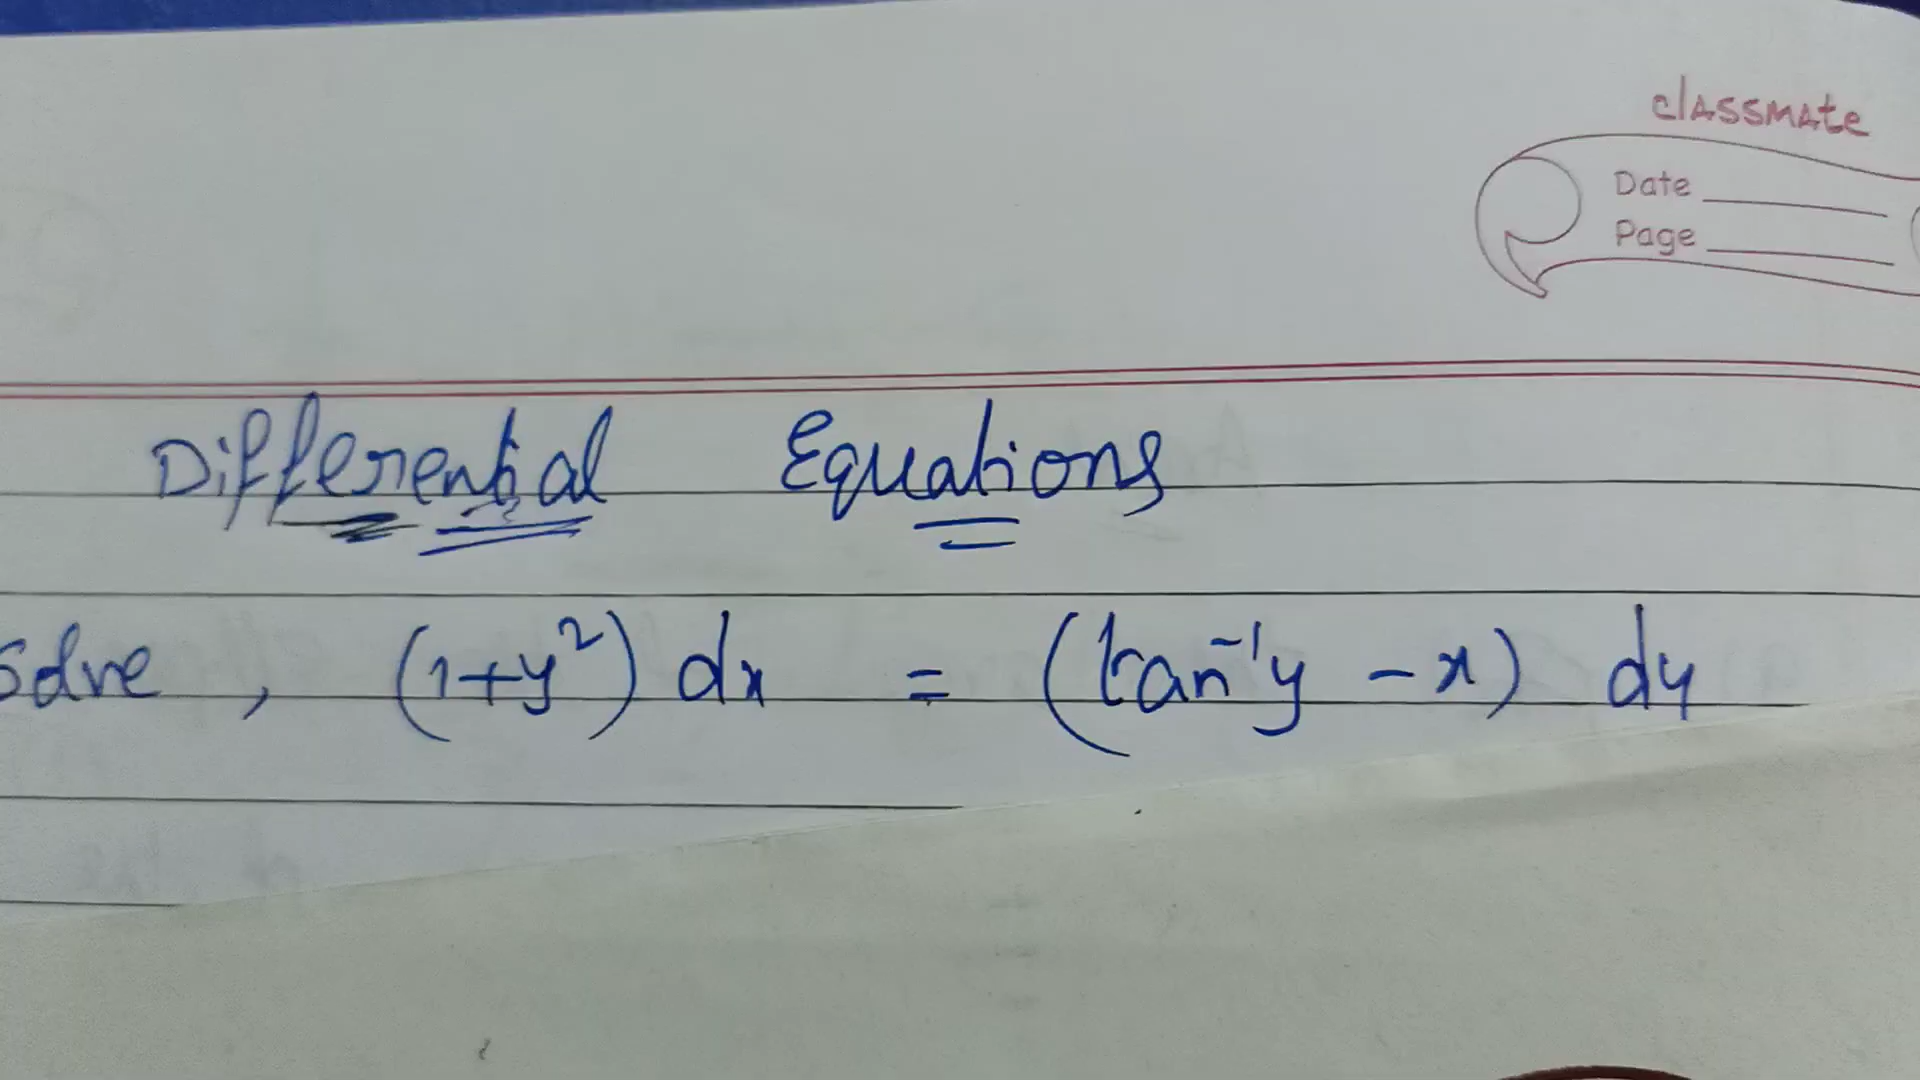 classmate
Date
Page
Differential Equations
Solve, (1+y²) dx = (tan⁻¹y - x) dy